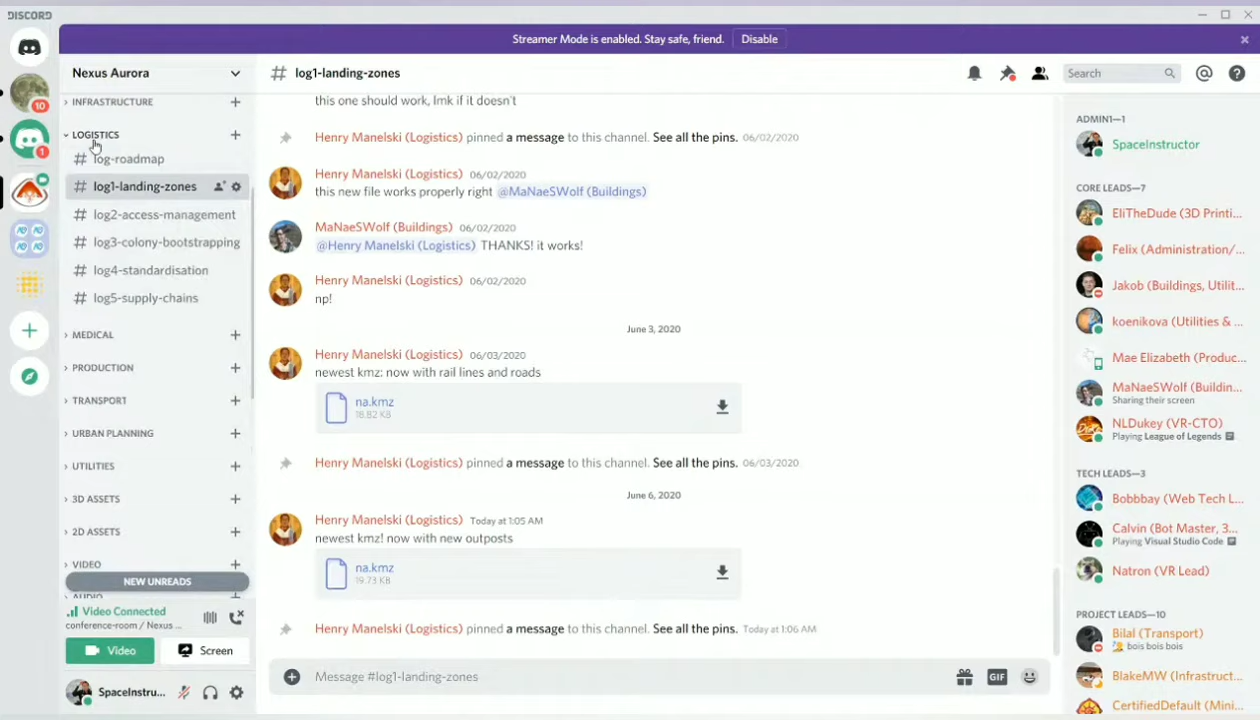 DISCORD
Streamer Mode is enabled. Stay safe, friend. Disable
Nexus Aurora
# log1-landing-zones
Search
10
1
INFRASTRUCTURE
LOGISTICS
# log-roadmap
# log1-landing-zones
# log2-access-management
# log3-colony-bootstrapping
# log4-standardisation
# log5-supply-chains
MEDICAL
PRODUCTION
TRANSPORT
URBAN PLANNING
UTILITIES
3D ASSETS
2D ASSETS
VIDEO
NEW UNREADS
AUDIO
Video Connected
conference-room / Nexus ...
Video
Screen
SpaceInstru...
this one should work, lmk if it doesn't
Henry Manelski (Logistics) pinned a message to this channel. See all the pins. 06/02/2020
Henry Manelski (Logistics) 06/02/2020
this new file works properly right @MaNaeSWolf (Buildings)
MaNaeSWolf (Buildings) 06/02/2020
@Henry Manelski (Logistics) THANKS! it works!
Henry Manelski (Logistics) 06/02/2020
np!
June 3, 2020
Henry Manelski (Logistics) 06/03/2020
newest kmz: now with rail lines and roads
na.kmz
18.82 KB
Henry Manelski (Logistics) pinned a message to this channel. See all the pins. 06/03/2020
June 6, 2020
Henry Manelski (Logistics) Today at 1:05 AM
newest kmz! now with new outposts
na.kmz
19.73 KB
Henry Manelski (Logistics) pinned a message to this channel. See all the pins. Today at 1:06 AM
Message #log1-landing-zones
GIF
ADMIN1—1
SpaceInstructor
CORE LEADS—7
EliTheDude (3D Printi...
Felix (Administration/...
Jakob (Buildings, Utilit...
koenikova (Utilities & ...
Mae Elizabeth (Produc...
MaNaeSWolf (Buildin...
Sharing their screen
NLDukey (VR-CTO)
Playing League of Legends
TECH LEADS—3
Bobbbay (Web Tech L...
Calvin (Bot Master, 3...
Playing Visual Studio Code
Natron (VR Lead)
PROJECT LEADS—10
Bilal (Transport)
bois bois bois
BlakeMW (Infrastruct...
CertifiedDefault (Mini...